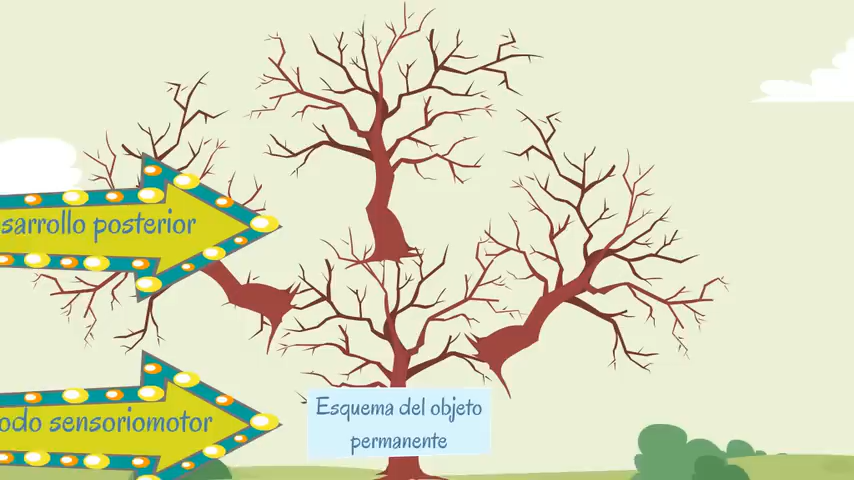 sarrollo posterior
odo sensoriomotor
Esquema del objeto
permanente